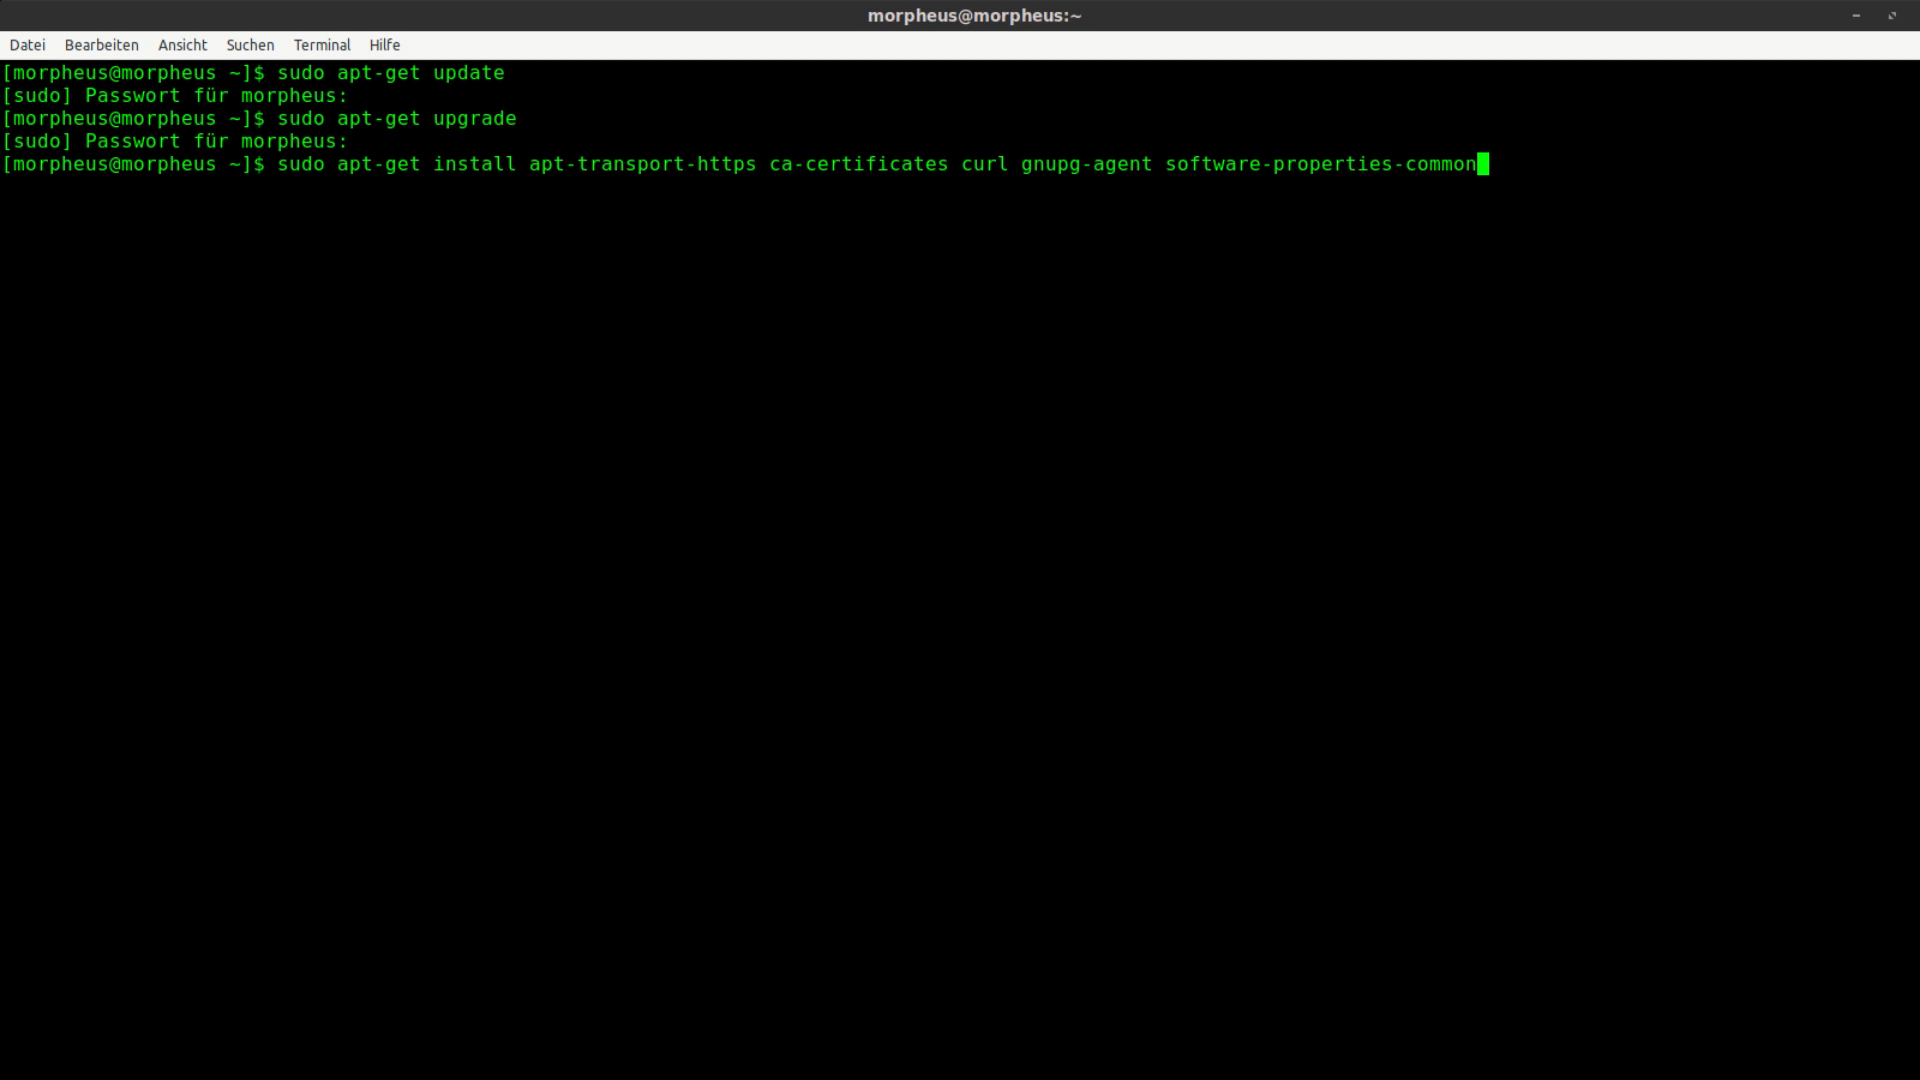 morpheus@morpheus:~
Datei Bearbeiten Ansicht Suchen Terminal Hilfe
[morpheus@morpheus ~]$ sudo apt-get update
[sudo] Passwort für morpheus:
[morpheus@morpheus ~]$ sudo apt-get upgrade
[sudo] Passwort für morpheus:
[morpheus@morpheus ~]$ sudo apt-get install apt-transport-https ca-certificates curl gnupg-agent software-properties-common